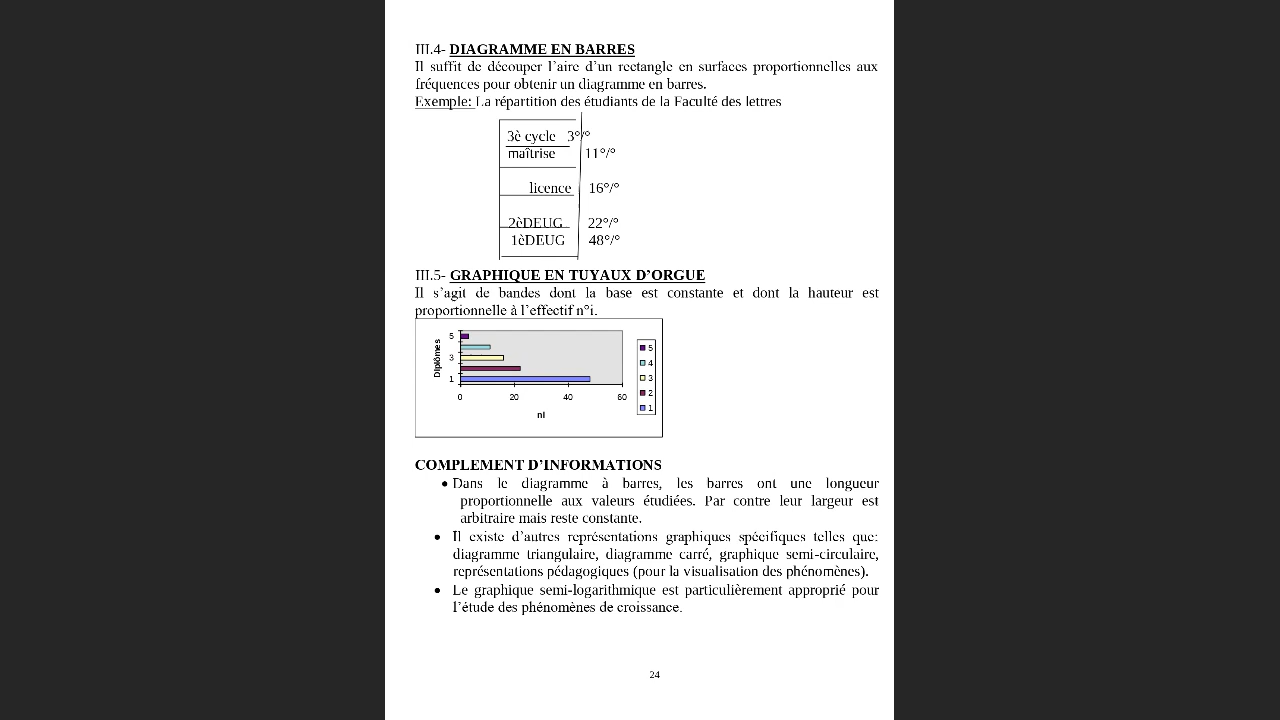 III.4- DIAGRAMME EN BARRES
Il suffit de découper l’aire d’un rectangle en surfaces proportionnelles aux
fréquences pour obtenir un diagramme en barres.
Exemple: La répartition des étudiants de la Faculté des lettres
3è cycle 3°/°
maîtrise 11°/°
licence 16°/°
2èDEUG 22°/°
1èDEUG 48°/°
III.5- GRAPHIQUE EN TUYAUX D’ORGUE
Il s’agit de bandes dont la base est constante et dont la hauteur est
proportionnelle à l’effectif n°i.
Diplômes
5
3
1
0 20 40 60
ni
5
4
3
2
1
COMPLEMENT D’INFORMATIONS
• Dans le diagramme à barres, les barres ont une longueur
proportionnelle aux valeurs étudiées. Par contre leur largeur est
arbitraire mais reste constante.
• Il existe d’autres représentations graphiques spécifiques telles que:
diagramme triangulaire, diagramme carré, graphique semi-circulaire,
représentations pédagogiques (pour la visualisation des phénomènes).
• Le graphique semi-logarithmique est particulièrement approprié pour
l’étude des phénomènes de croissance.
24